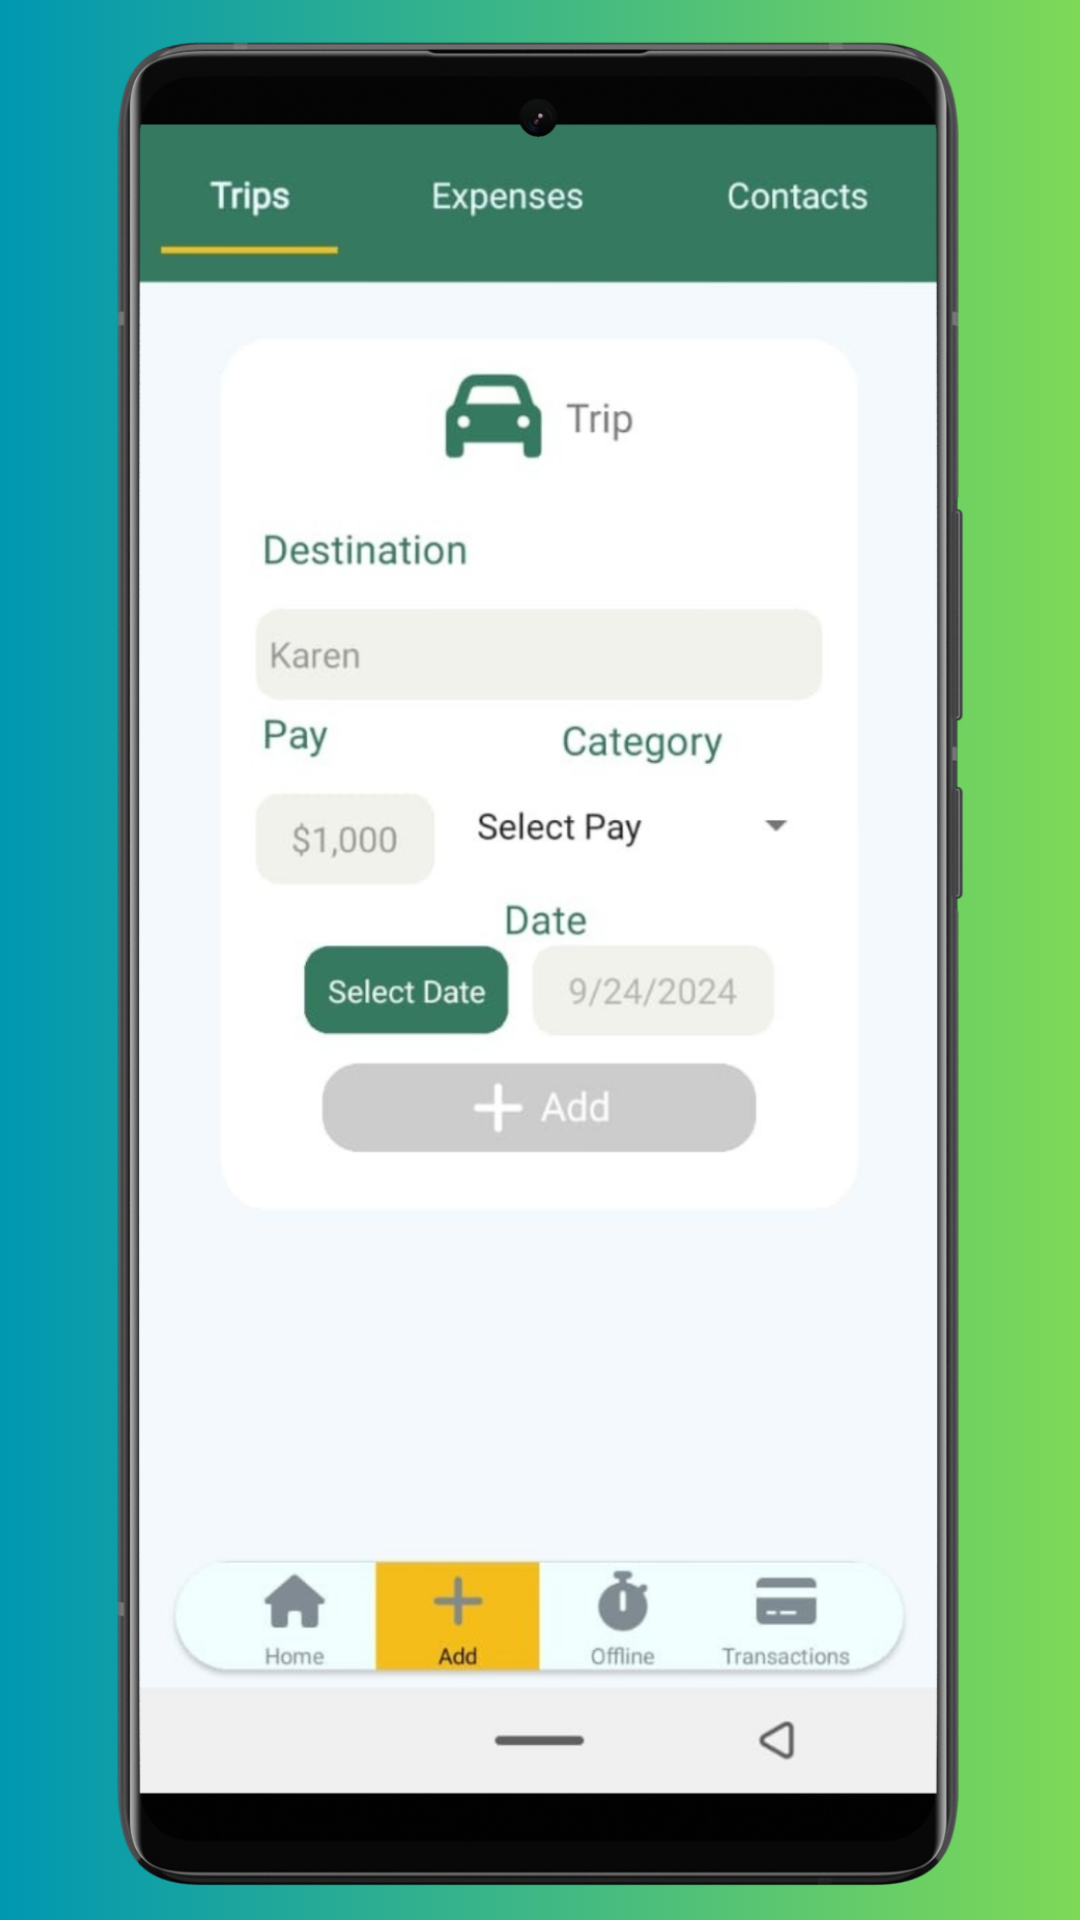 Trips Expenses Contacts
Trip
Destination
Karen
Pay Category
$1,000 Select Pay
Date
Select Date 9/24/2024
Add
Home Add Offline Transactions